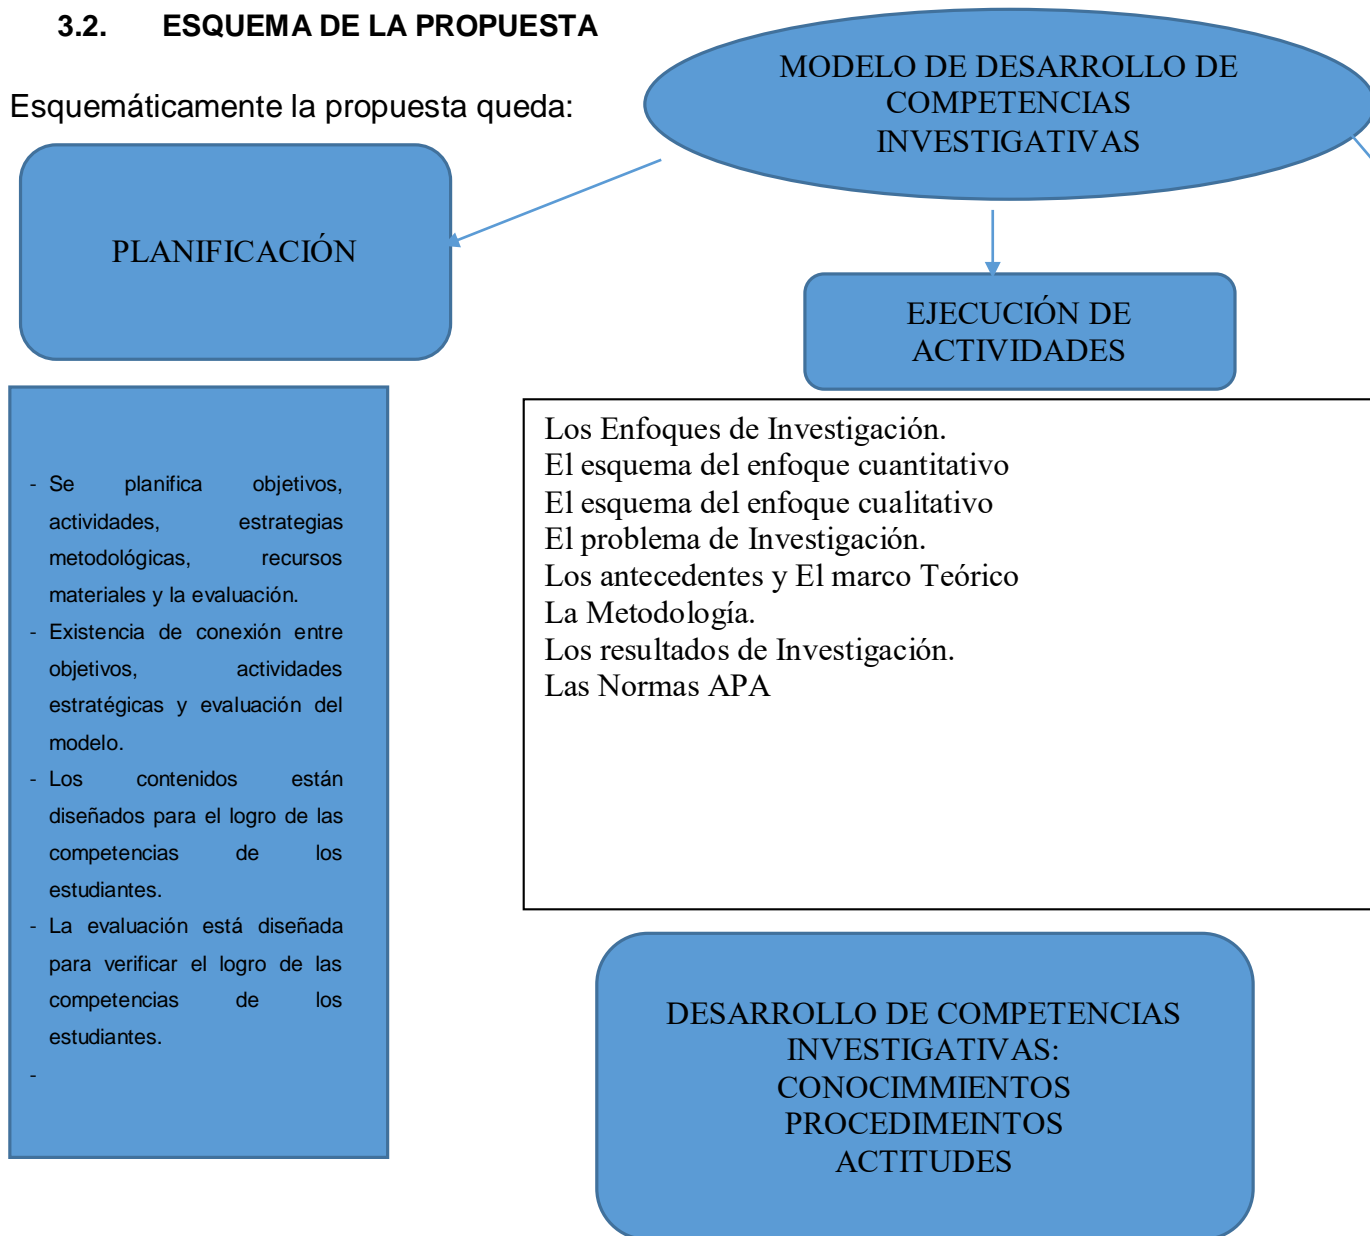 3.2. ESQUEMA DE LA PROPUESTA
Esquemáticamente la propuesta queda:
MODELO DE DESARROLLO DE
COMPETENCIAS
INVESTIGATIVAS
PLANIFICACIÓN
EJECUCIÓN DE
ACTIVIDADES
- Se planifica objetivos,
actividades, estrategias
metodológicas, recursos
materiales y la evaluación.
- Existencia de conexión entre
objetivos, actividades
estratégicas y evaluación del
modelo.
- Los contenidos están
diseñados para el logro de las
competencias de los
estudiantes.
- La evaluación está diseñada
para verificar el logro de las
competencias de los
estudiantes.
-
Los Enfoques de Investigación.
El esquema del enfoque cuantitativo
El esquema del enfoque cualitativo
El problema de Investigación.
Los antecedentes y El marco Teórico
La Metodología.
Los resultados de Investigación.
Las Normas APA
DESARROLLO DE COMPETENCIAS
INVESTIGATIVAS:
CONOCIMMIENTOS
PROCEDIMEINTOS
ACTITUDES